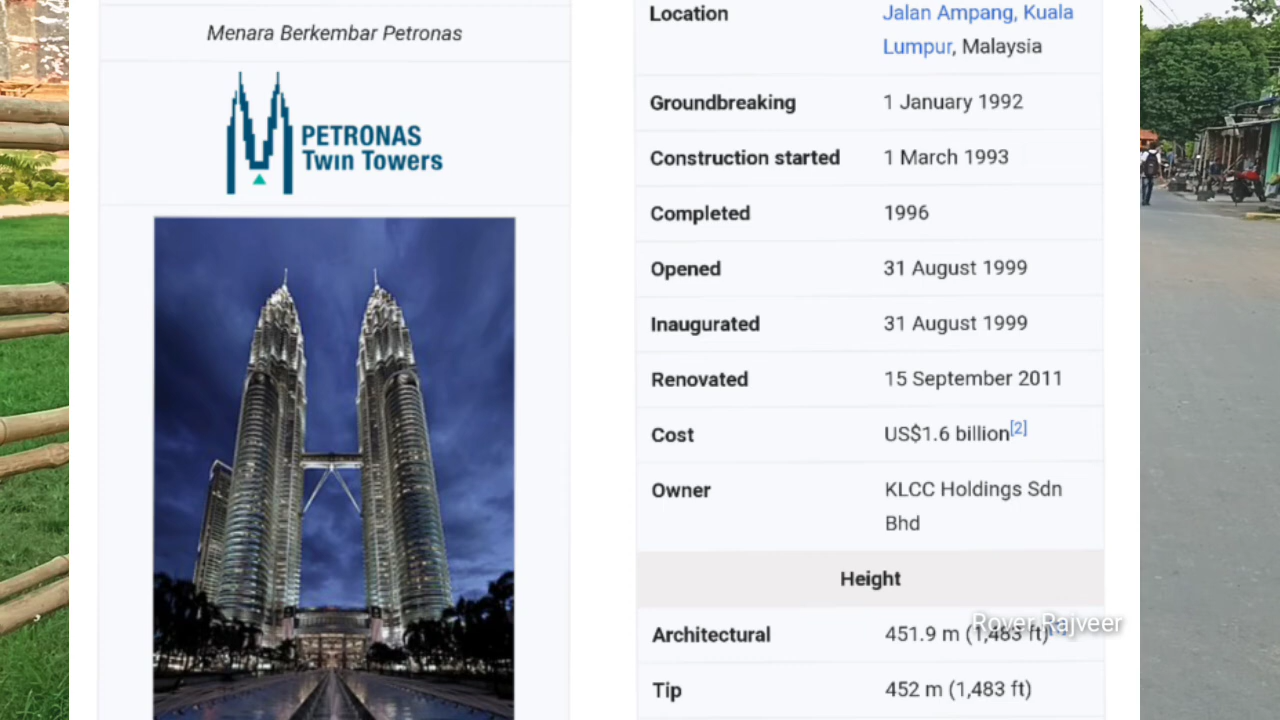 Menara Berkembar Petronas
PETRONAS
Twin Towers
Location Jalan Ampang, Kuala
Lumpur, Malaysia
Groundbreaking 1 January 1992
Construction started 1 March 1993
Completed 1996
Opened 31 August 1999
Inaugurated 31 August 1999
Renovated 15 September 2011
Cost US$1.6 billion[2]
Owner KLCC Holdings Sdn
Bhd
Height
Architectural 451.9 m (1,483 ft)
Rover Rajveer
Tip 452 m (1,483 ft)